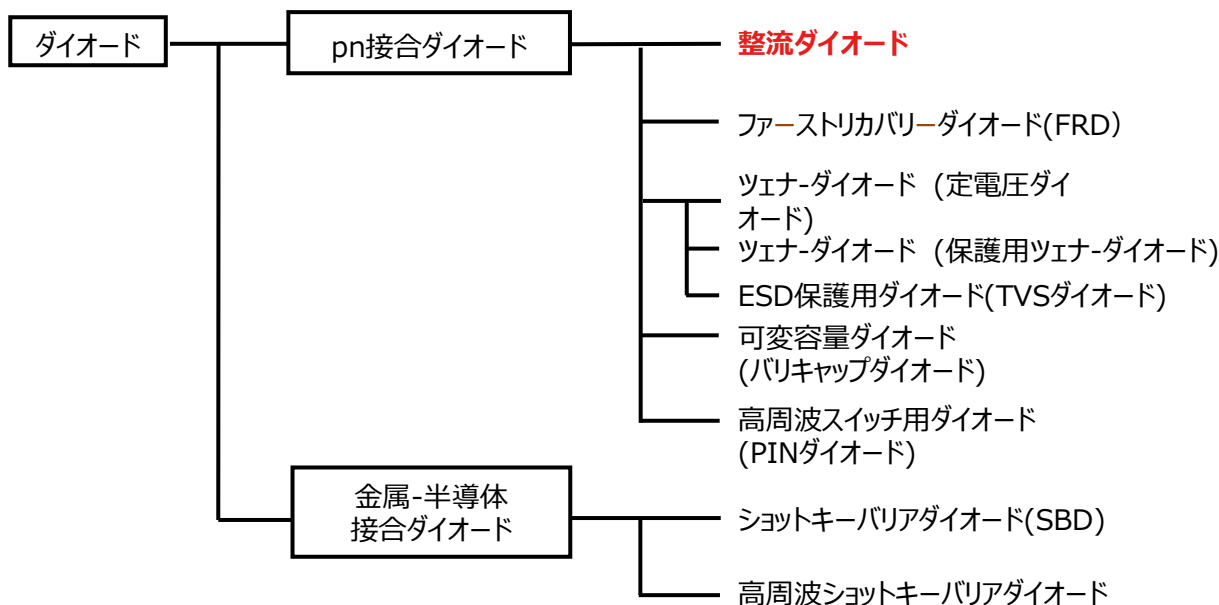 ダイオード
pn接合ダイオード
整流ダイオード
ファーストリカバリーダイオード(FRD)
ツェナ-ダイオード (定電圧ダイ
オード)
ツェナ-ダイオード (保護用ツェナ-ダイオード)
ESD保護用ダイオード(TVSダイオード)
可変容量ダイオード
(バリキャップダイオード)
高周波スイッチ用ダイオード
(PINダイオード)
金属-半導体
接合ダイオード
ショットキーバリアダイオード(SBD)
高周波ショットキーバリアダイオード